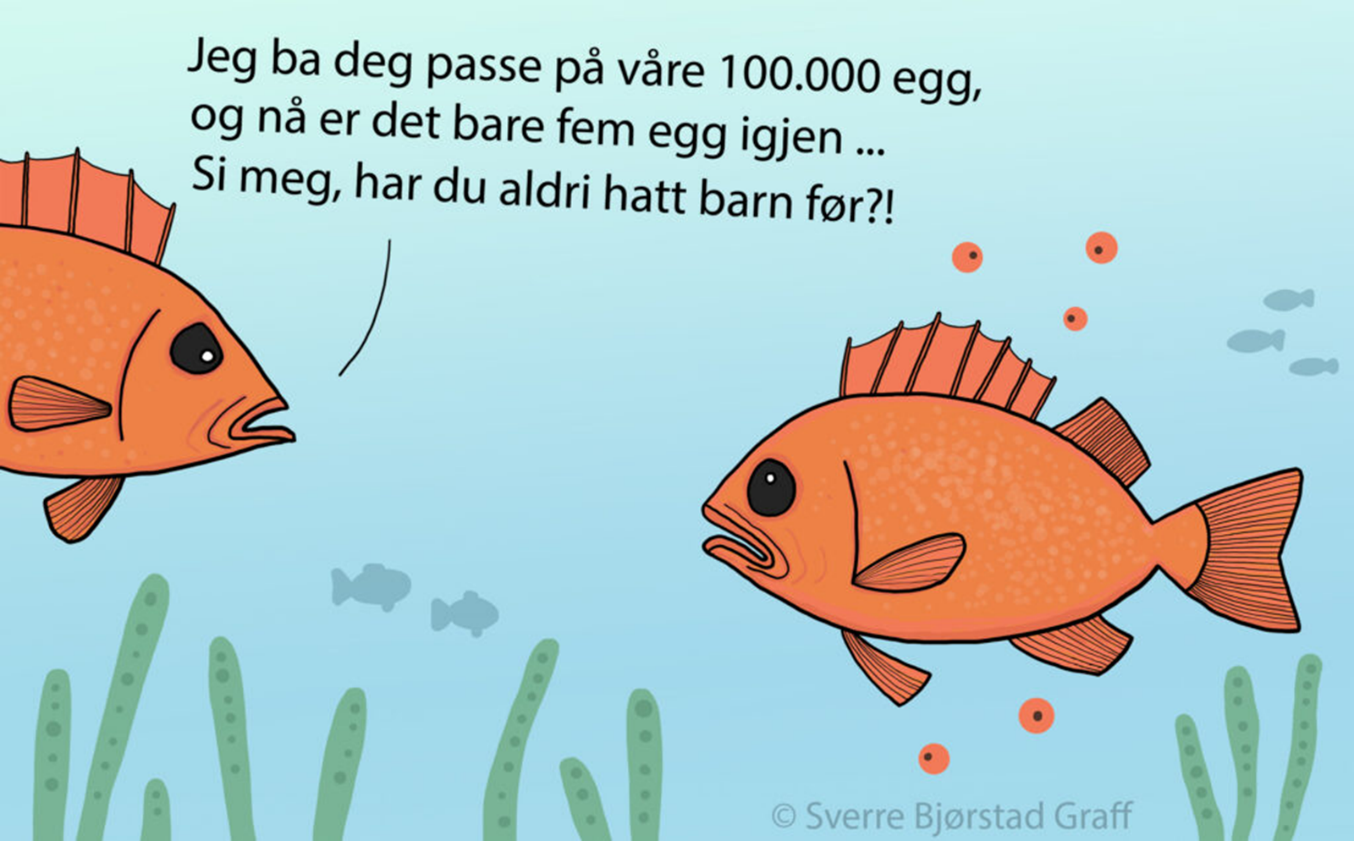 Jeg ba deg passe på våre 100.000 egg,
og nå er det bare fem egg igjen ...
Si meg, har du aldri hatt barn før?!
© Sverre Bjørstad Graff